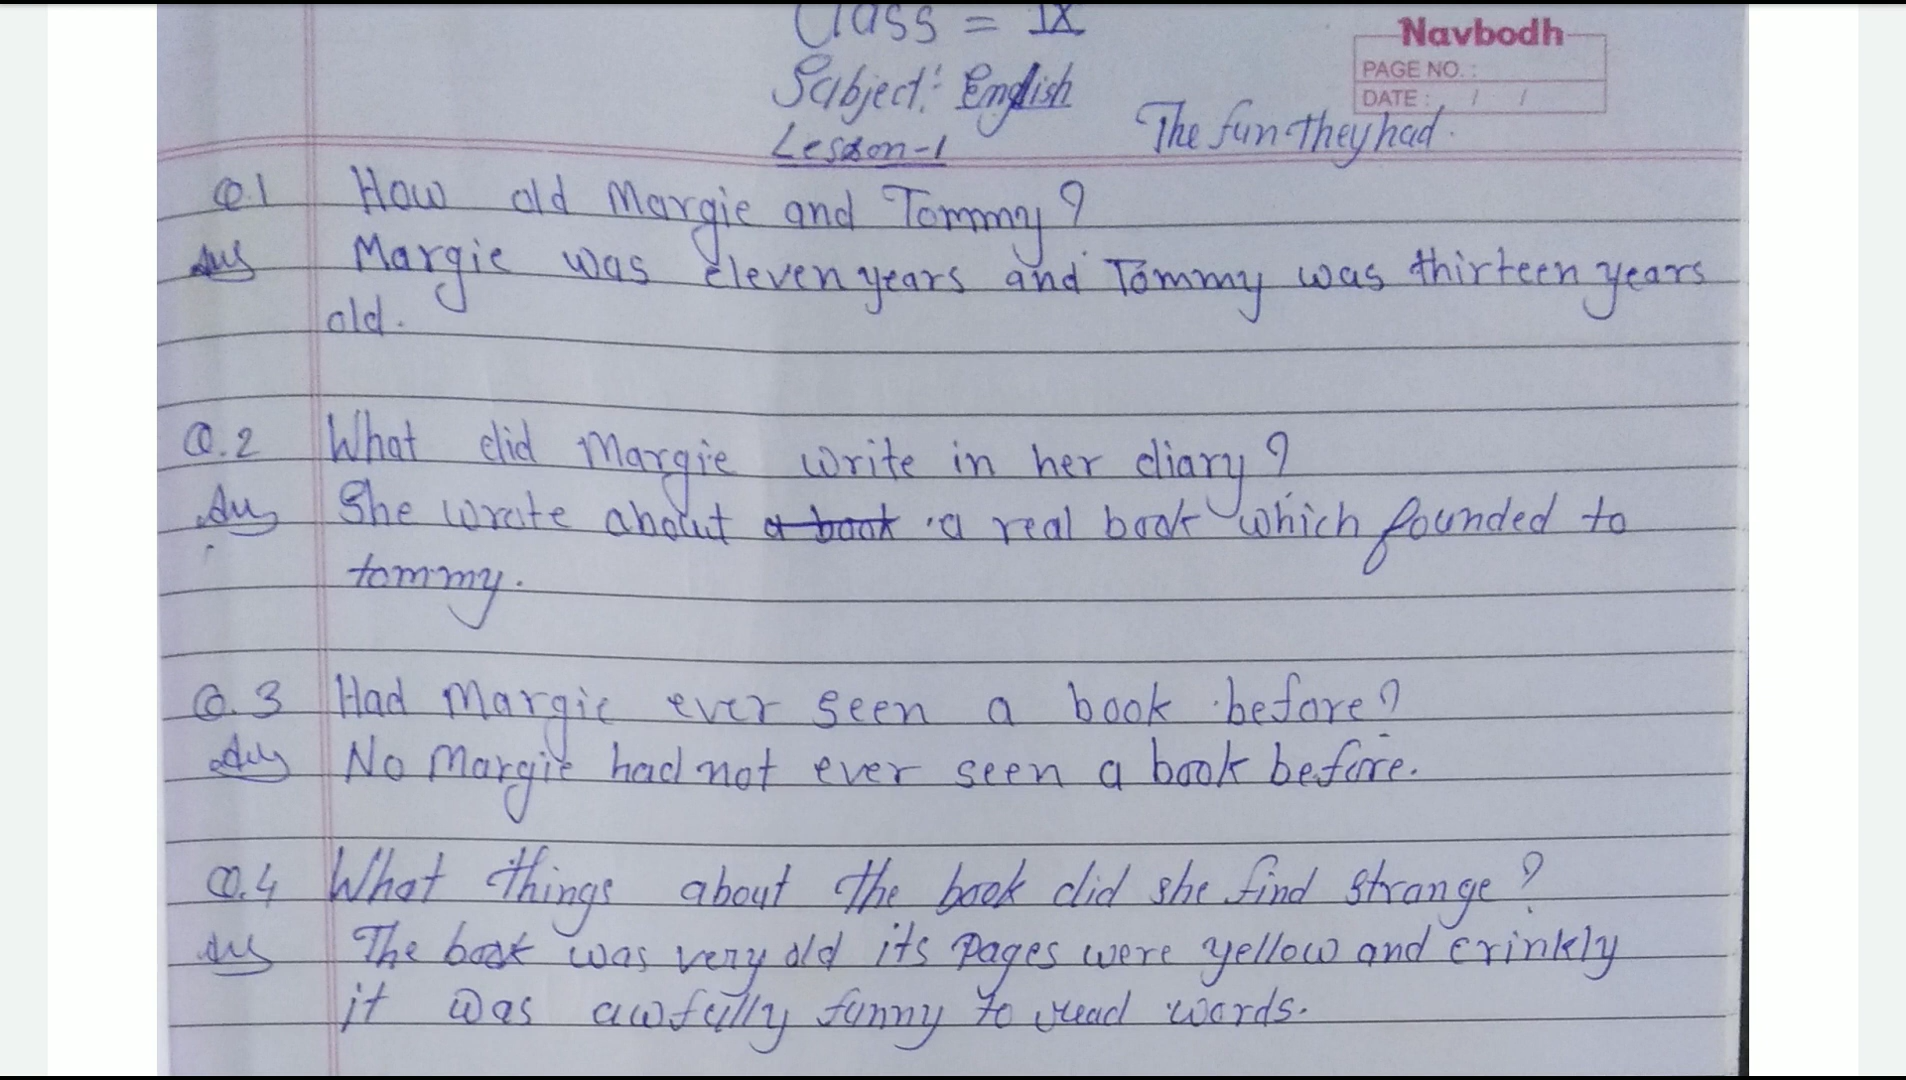 Class = IX
Navbodh
PAGE NO. :
Subject: English
DATE : / /
The fun they had.
Lesson-1
Q.1 How old Margie and Tommy?
Ans Margie was eleven years and Tommy was thirteen years
old.
Q.2 What did Margie write in her diary?
Ans She wrote about a book a real book which founded to
tommy.
Q.3 Had Margie ever seen a book before?
Ans No Margie had not ever seen a book before.
Q.4 What things about the book did she find strange?
Ans The book was very old its pages were yellow and crinkly
it was awfully funny to read words.